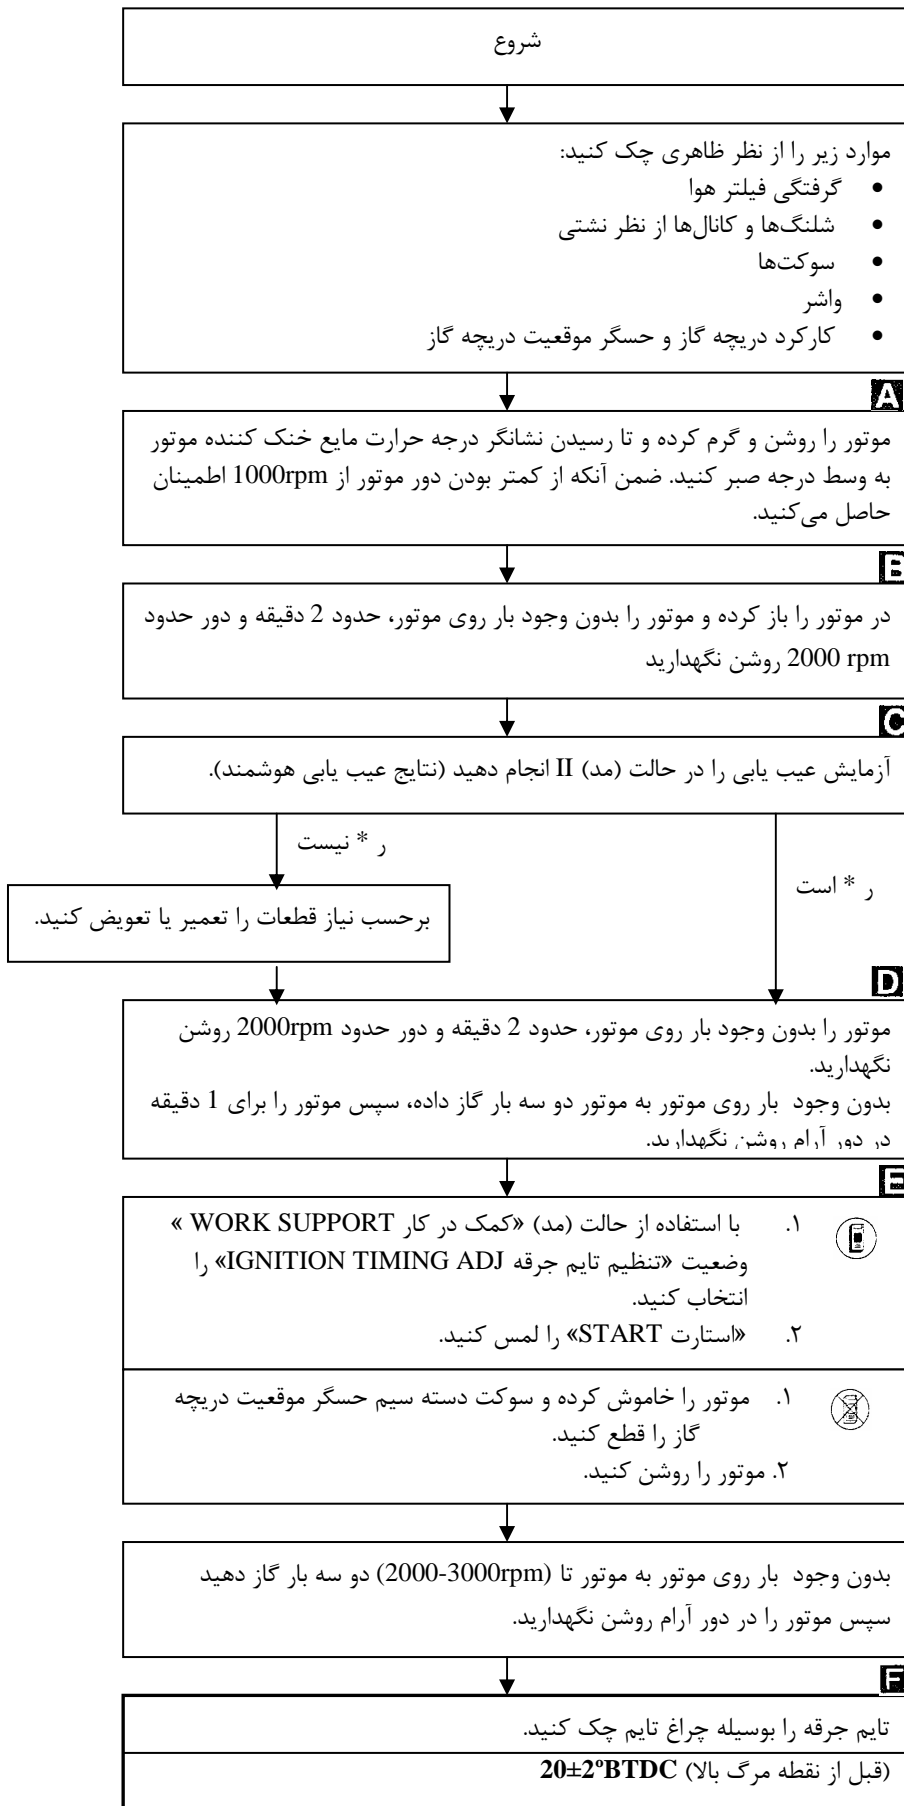 شروع
موارد زیر را از نظر ظاهری چک کنید:
• گرفتگی فیلتر هوا
• شلنگ‌ها و کانال‌ها از نظر نشتی
• سوکت‌ها
• واشر
• کارکرد دریچه گاز و حسگر موقعیت دریچه گاز
A
موتور را روشن و گرم کرده و تا رسیدن نشانگر درجه حرارت مایع خنک کننده موتور
به وسط درجه صبر کنید. ضمن آنکه از کمتر بودن دور موتور از 1000rpm اطمینان
حاصل می‌کنید.
B
در موتور را باز کرده و موتور را بدون وجود بار روی موتور، حدود 2 دقیقه و دور حدود
2000 rpm روشن نگهدارید
C
آزمایش عیب یابی را در حالت (مد) II انجام دهید (نتایج عیب یابی هوشمند).
ر * نیست
ر * است
برحسب نیاز قطعات را تعمیر یا تعویض کنید.
D
موتور را بدون وجود بار روی موتور، حدود 2 دقیقه و دور حدود 2000rpm روشن
نگهدارید.
بدون وجود بار روی موتور به موتور دو سه بار گاز داده، سپس موتور را برای 1 دقیقه
در دور آرام روشن نگهدارید.
E
۱. با استفاده از حالت (مد) «کمک در کار WORK SUPPORT »
وضعیت «تنظیم تایم جرقه IGNITION TIMING ADJ» را
انتخاب کنید.
۲. «استارت START» را لمس کنید.
۱. موتور را خاموش کرده و سوکت دسته سیم حسگر موقعیت دریچه
گاز را قطع کنید.
۲. موتور را روشن کنید.
بدون وجود بار روی موتور به موتور تا (2000-3000rpm) دو سه بار گاز دهید
سپس موتور را در دور آرام روشن نگهدارید.
F
تایم جرقه را بوسیله چراغ تایم چک کنید.
(قبل از نقطه مرگ بالا) 20±2ºBTDC